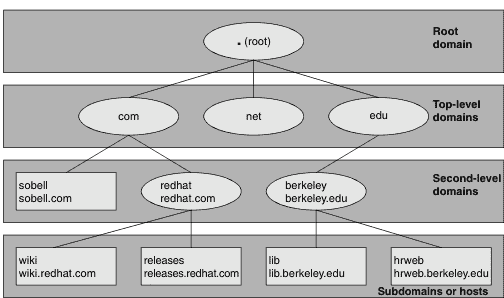 . (root)
Root
domain
com
net
edu
Top-level
domains
sobell
sobell.com
redhat
redhat.com
berkeley
berkeley.edu
Second-level
domains
wiki
wiki.redhat.com
releases
releases.redhat.com
lib
lib.berkeley.edu
hrweb
hrweb.berkeley.edu
Subdomains or hosts